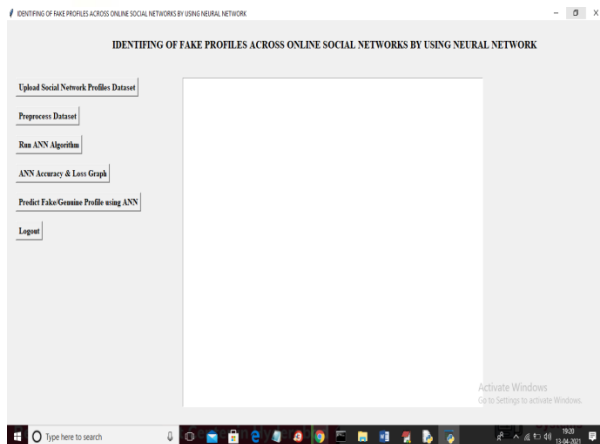 IDENTIFING OF FAKE PROFILES ACROSS ONLINE SOCIAL NETWORKS BY USING NEURAL NETWORK
IDENTIFING OF FAKE PROFILES ACROSS ONLINE SOCIAL NETWORKS BY USING NEURAL NETWORK
Upload Social Network Profiles Dataset
Preprocess Dataset
Run ANN Algorithm
ANN Accuracy & Loss Graph
Predict Fake/Genuine Profile using ANN
Logout
Activate Windows
Go to Settings to activate Windows.
Type here to search
1920
13-04-2021